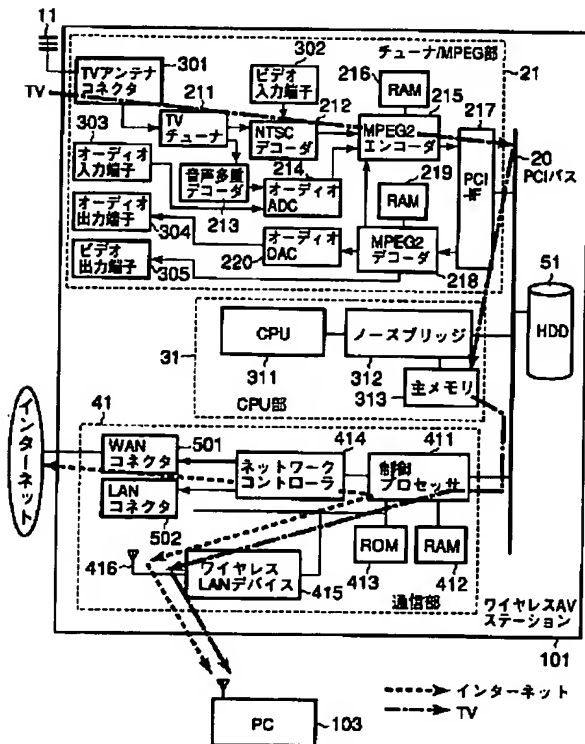 11
TV
TVアンテナ
コネクタ
301
302
ビデオ
入力端子
チューナ/MPEG部
21
303
211
TV
チューナ
212
NTSC
デコーダ
216
RAM
215
MPEG2
エンコーダ
217
PCI
I/F
20
PCIバス
オーディオ
入力端子
音声多重
デコーダ
213
214
オーディオ
ADC
219
RAM
オーディオ
出力端子
304
オーディオ
DAC
220
MPEG2
デコーダ
218
ビデオ
出力端子
305
51
HDD
31
CPU
311
ノースブリッジ
312
主メモリ
313
CPU部
インターネット
41
WAN
コネクタ
501
414
ネットワーク
コントローラ
411
制御
プロセッサ
LAN
コネクタ
502
416
ワイヤレス
LANデバイス
415
ROM
413
RAM
412
通信部
ワイヤレスAV
ステーション
101
PC
103
インターネット
TV